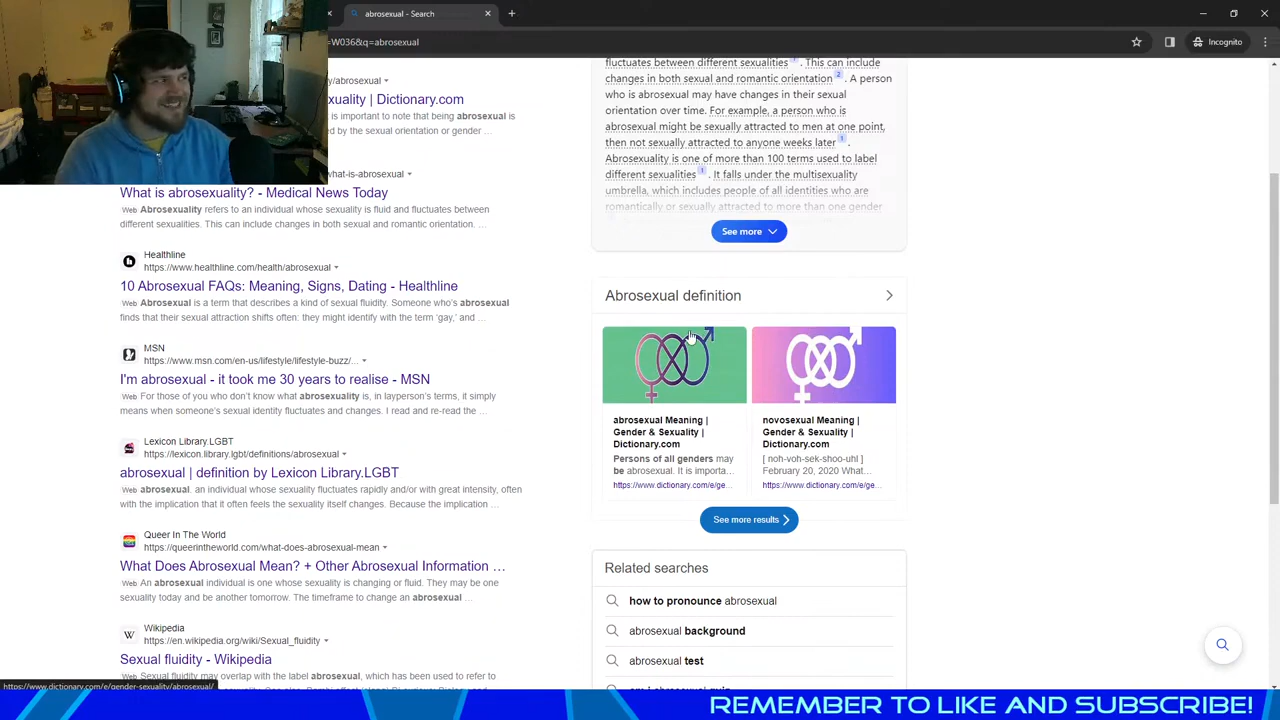 abrosexual - Search
=W036&q=abrosexual
Incognito
y/abrosexual
xuality | Dictionary.com
is important to note that being abrosexual is
d by the sexual orientation or gender ...
what-is-abrosexual
What is abrosexuality? - Medical News Today
Web Abrosexuality refers to an individual whose sexuality is fluid and fluctuates between
different sexualities. This can include changes in both sexual and romantic orientation. ...
Healthline
https://www.healthline.com/health/abrosexual
10 Abrosexual FAQs: Meaning, Signs, Dating - Healthline
Web Abrosexual is a term that describes a kind of sexual fluidity. Someone who's abrosexual
finds that their sexual attraction shifts often: they might identify with the term 'gay,' and ...
MSN
https://www.msn.com/en-us/lifestyle/lifestyle-buzz/...
I'm abrosexual - it took me 30 years to realise - MSN
Web For those of you who don't know what abrosexuality is, in layperson's terms, it simply
means when someone's sexual identity fluctuates and changes. I read and re-read the ...
Lexicon Library.LGBT
https://lexicon.library.lgbt/definitions/abrosexual
abrosexual | definition by Lexicon Library.LGBT
Web abrosexual. an individual whose sexuality fluctuates rapidly and/or with great intensity, often
with the implication that it often feels the sexuality itself changes. Because the implication ...
Queer In The World
https://queerintheworld.com/what-does-abrosexual-mean
What Does Abrosexual Mean? + Other Abrosexual Information ...
Web An abrosexual individual is one whose sexuality is changing or fluid. They may be one
sexuality today and be another tomorrow. The timeframe to change an abrosexual ...
W
Wikipedia
https://en.wikipedia.org/wiki/Sexual_fluidity
Sexual fluidity - Wikipedia
Web Sexual fluidity may overlap with the label abrosexual, which has been used to refer to
https://www.dictionary.com/e/gender-sexuality/abrosexual/
fluctuates between different sexualities 1. This can include
changes in both sexual and romantic orientation 2. A person
who is abrosexual may have changes in their sexual
orientation over time. For example, a person who is
abrosexual might be sexually attracted to men at one point,
then not sexually attracted to anyone weeks later 1.
Abrosexuality is one of more than 100 terms used to label
different sexualities 1. It falls under the multisexuality
umbrella, which includes people of all identities who are
romantically or sexually attracted to more than one gender
See more
Abrosexual definition
abrosexual Meaning |
Gender & Sexuality |
Dictionary.com
Persons of all genders may
be abrosexual. It is importa...
https://www.dictionary.com/e/ge...
novosexual Meaning |
Gender & Sexuality |
Dictionary.com
[ noh-voh-sek-shoo-uhl ]
February 20, 2020 What...
https://www.dictionary.com/e/ge...
See more results
Related searches
how to pronounce abrosexual
abrosexual background
abrosexual test
REMEMBER TO LIKE AND SUBSCRIBE!